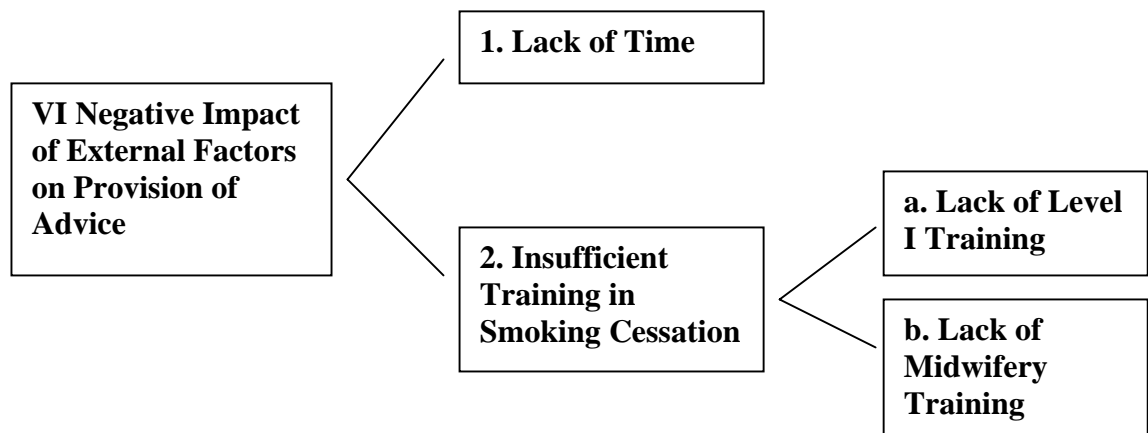 1. Lack of Time
VI Negative Impact
of External Factors
on Provision of
Advice
2. Insufficient
Training in
Smoking Cessation
a. Lack of Level
I Training
b. Lack of
Midwifery
Training